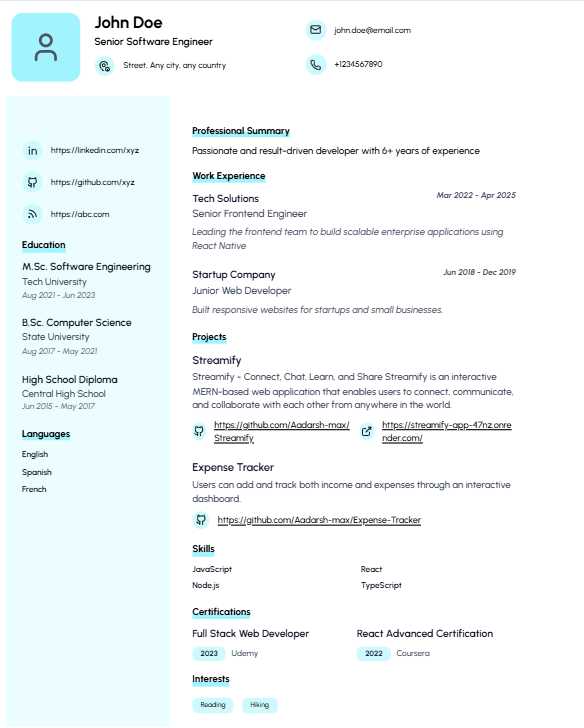 John Doe
Senior Software Engineer
Street, Any city, any country
john.doe@email.com
+1234567890
in
https://linkedin.com/xyz
https://github.com/xyz
https://abc.com
Education
M.Sc. Software Engineering
Tech University
Aug 2021 - Jun 2023
B.Sc. Computer Science
State University
Aug 2017 - May 2021
High School Diploma
Central High School
Jun 2015 - May 2017
Languages
English
Spanish
French
Professional Summary
Passionate and result-driven developer with 6+ years of experience
Work Experience
Tech Solutions
Mar 2022 - Apr 2025
Senior Frontend Engineer
Leading the frontend team to build scalable enterprise applications using
React Native
Startup Company
Jun 2018 - Dec 2019
Junior Web Developer
Built responsive websites for startups and small businesses.
Projects
Streamify
Streamify - Connect, Chat, Learn, and Share Streamify is an interactive
MERN-based web application that enables users to connect, communicate,
and collaborate with each other from anywhere in the world.
https://github.com/Aadarsh-max/
Streamify
https://streamify-app-47nz.onre
nder.com/
Expense Tracker
Users can add and track both income and expenses through an interactive
dashboard.
https://github.com/Aadarsh-max/Expense-Tracker
Skills
JavaScript
React
Node.js
TypeScript
Certifications
Full Stack Web Developer
React Advanced Certification
2023 Udemy
2022 Coursera
Interests
Reading
Hiking